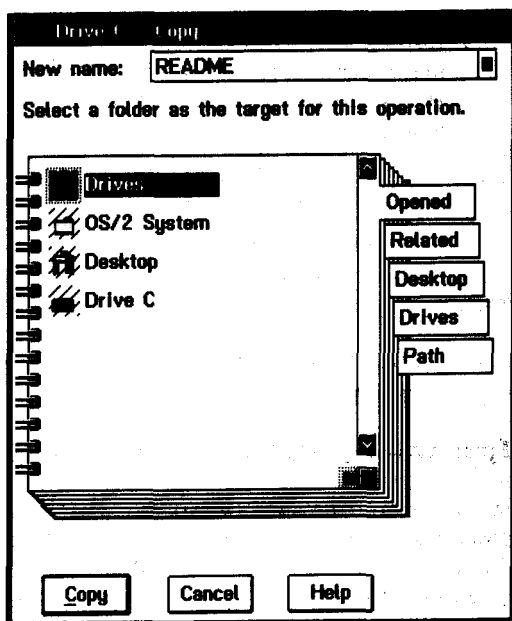 Drive C Copy
New name: README
Select a folder as the target for this operation.
Drives
OS/2 System
Desktop
Drive C
Opened
Related
Desktop
Drives
Path
Copy
Cancel
Help